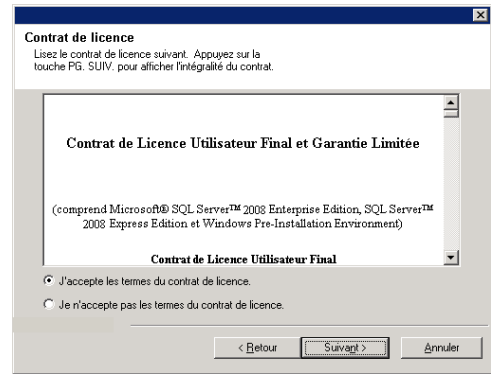 Contrat de licence
Lisez le contrat de licence suivant. Appuyez sur la
touche PG. SUIV. pour afficher l'intégralité du contrat.
Contrat de Licence Utilisateur Final et Garantie Limitée
(comprend Microsoft® SQL Server™ 2008 Enterprise Edition, SQL Server™
2008 Express Edition et Windows Pre-Installation Environment)
Contrat de Licence Utilisateur Final
J'accepte les termes du contrat de licence.
Je n'accepte pas les termes du contrat de licence.
< Retour Suivant > Annuler